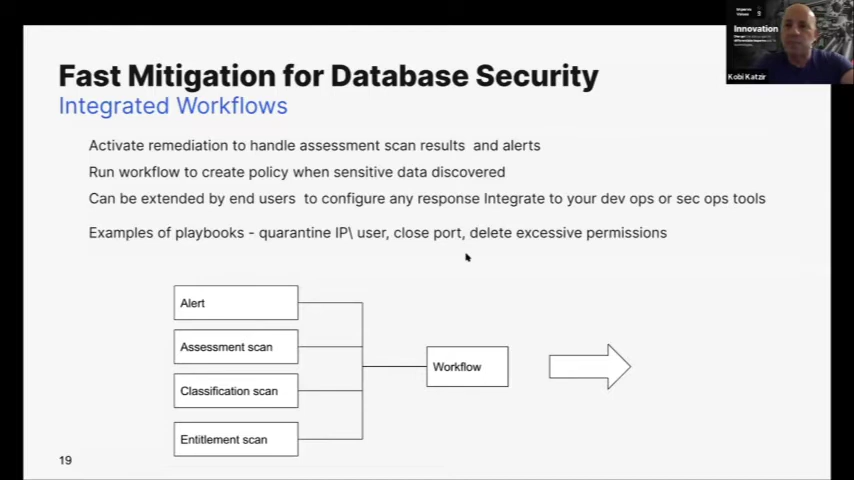 Fast Mitigation for Database Security
Integrated Workflows
Activate remediation to handle assessment scan results and alerts
Run workflow to create policy when sensitive data discovered
Can be extended by end users to configure any response Integrate to your dev ops or sec ops tools
Examples of playbooks - quarantine IP\ user, close port, delete excessive permissions
Alert
Assessment scan
Classification scan
Entitlement scan
Workflow
19
Innovation
Kobi Katzir